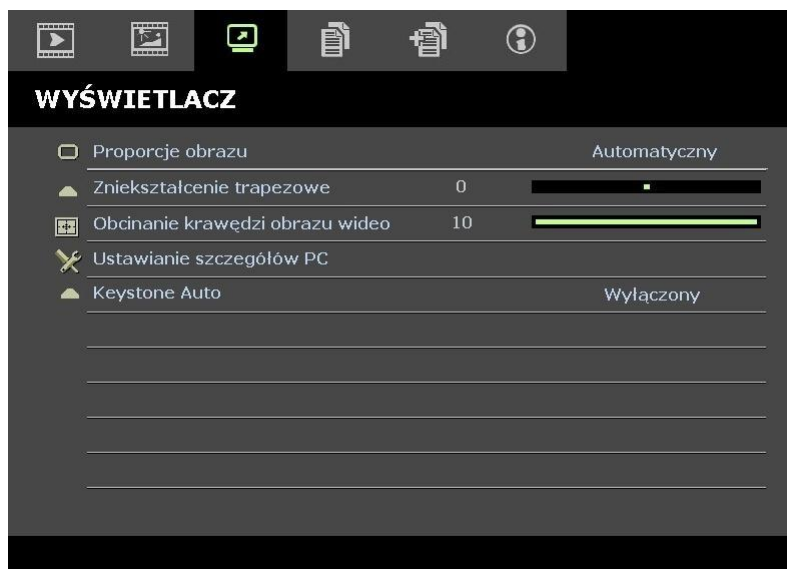 WYŚWIETLACZ
Proporcje obrazu Automatyczny
Zniekształcenie trapezowe 0
Obcinanie krawędzi obrazu wideo 10
Ustawianie szczegółów PC
Keystone Auto Wyłączony